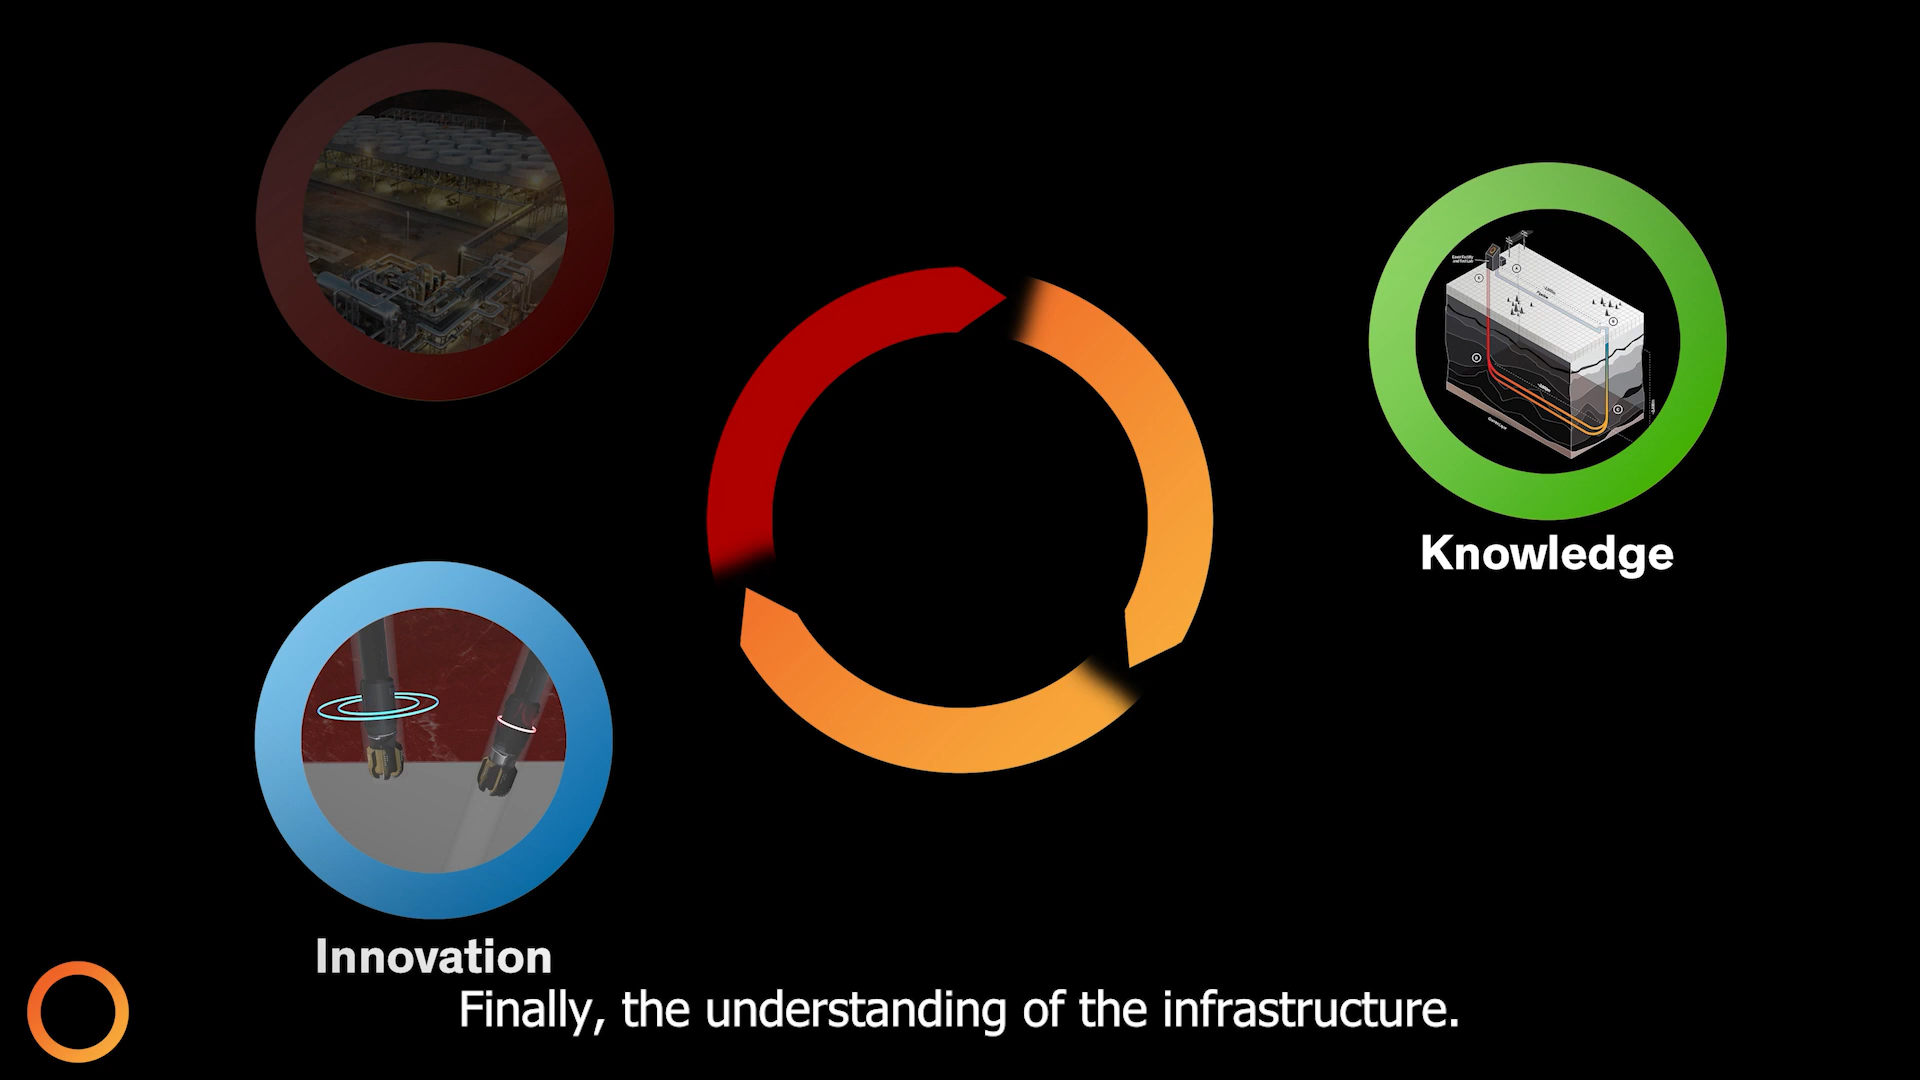 Knowledge
Innovation
Finally, the understanding of the infrastructure.